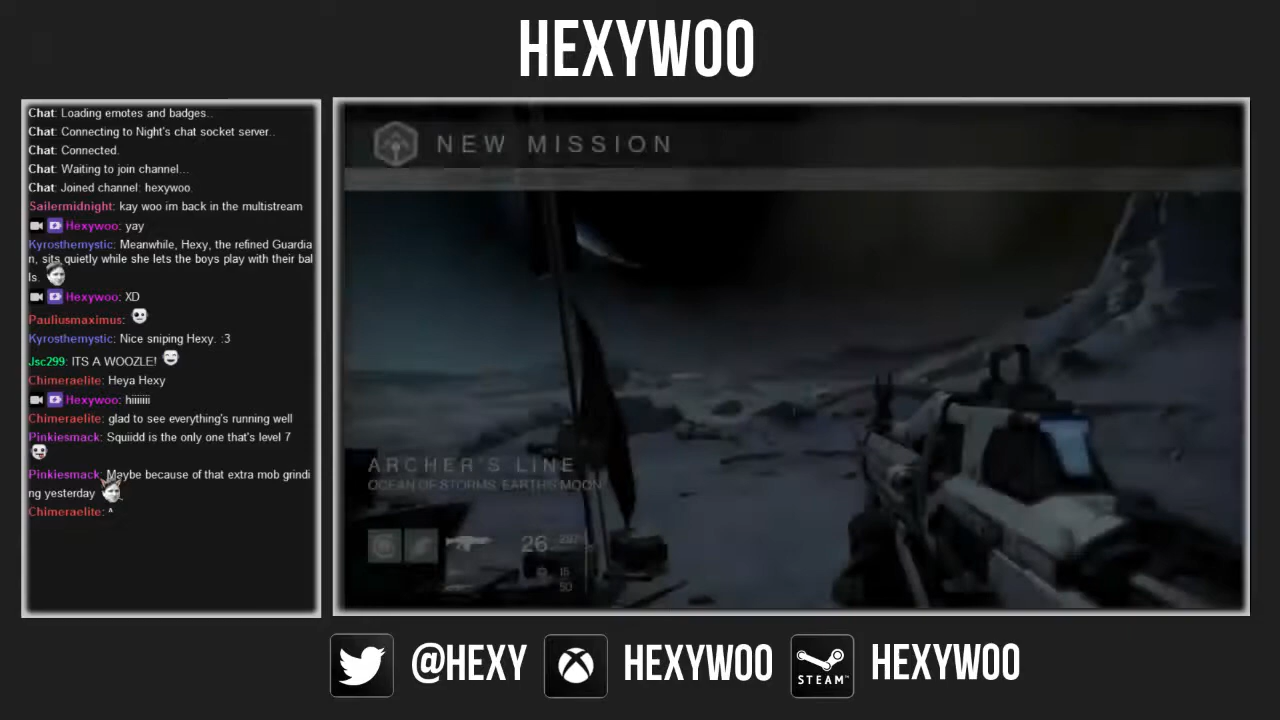 HEXYWOO
Chat: Loading emotes and badges..
Chat: Connecting to Night's chat socket server..
Chat: Connected.
Chat: Waiting to join channel...
Chat: Joined channel: hexywoo.
Sailermidnight: kay woo im back in the multistream
Hexywoo: yay
Kyrosthemystic: Meanwhile, Hexy, the refined Guardia
n, sits quietly while she lets the boys play with their bal
ls.
Hexywoo: XD
Pauliusmaximus:
Kyrosthemystic: Nice sniping Hexy. :3
Jsc299: ITS A WOOZLE!
Chimeraelite: Heya Hexy
Hexywoo: hiiiiiii
Chimeraelite: glad to see everything's running well
Pinkiesmack: Squiidd is the only one that's level 7
Pinkiesmack: Maybe because of that extra mob grindi
ng yesterday
Chimeraelite: ^
NEW MISSION
ARCHER'S LINE
OCEAN OF STORMS, EARTH'S MOON
26 297
15
50
@HEXY
HEXYWOO
STEAM™
HEXYWOO